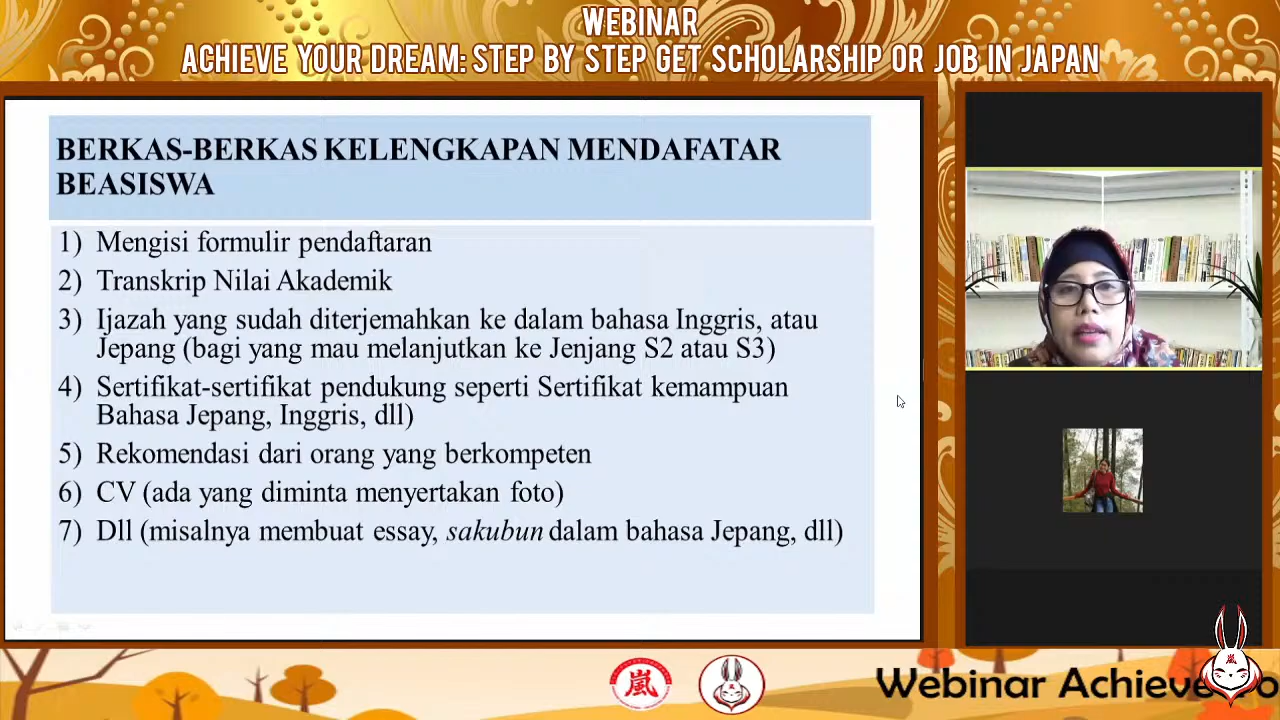 WEBINAR
ACHIEVE YOUR DREAM: STEP BY STEP GET SCHOLARSHIP OR JOB IN JAPAN
BERKAS-BERKAS KELENGKAPAN MENDAFATAR
BEASISWA
1) Mengisi formulir pendaftaran
2) Transkrip Nilai Akademik
3) Ijazah yang sudah diterjemahkan ke dalam bahasa Inggris, atau
Jepang (bagi yang mau melanjutkan ke Jenjang S2 atau S3)
4) Sertifikat-sertifikat pendukung seperti Sertifikat kemampuan
Bahasa Jepang, Inggris, dll)
5) Rekomendasi dari orang yang berkompeten
6) CV (ada yang diminta menyertakan foto)
7) Dll (misalnya membuat essay, sakubun dalam bahasa Jepang, dll)
嵐
Webinar Achieve